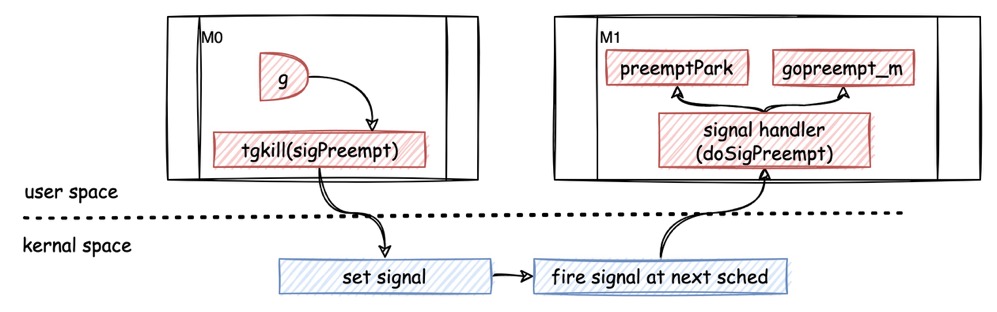 M0
M1
g
preemptPark
gopreempt_m
tgkill(sigPreempt)
signal handler
(doSigPreempt)
user space
kernal space
set signal
fire signal at next sched